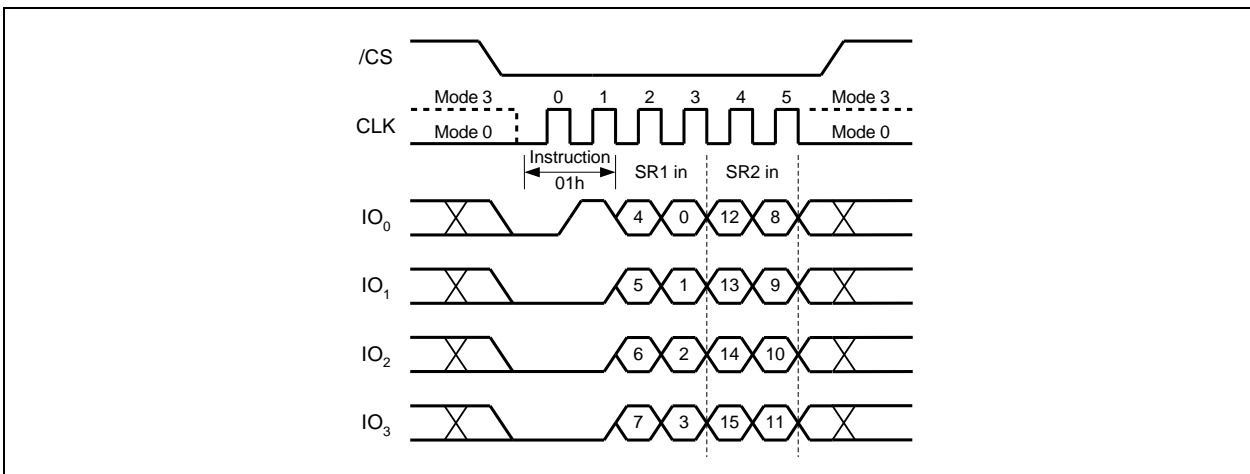 /CS
Mode 3 0 1 2 3 4 5 Mode 3
CLK
Mode 0 Mode 0
Instruction
01h
SR1 in SR2 in
IO0 4 0 12 8
IO1 5 1 13 9
IO2 6 2 14 10
IO3 7 3 15 11